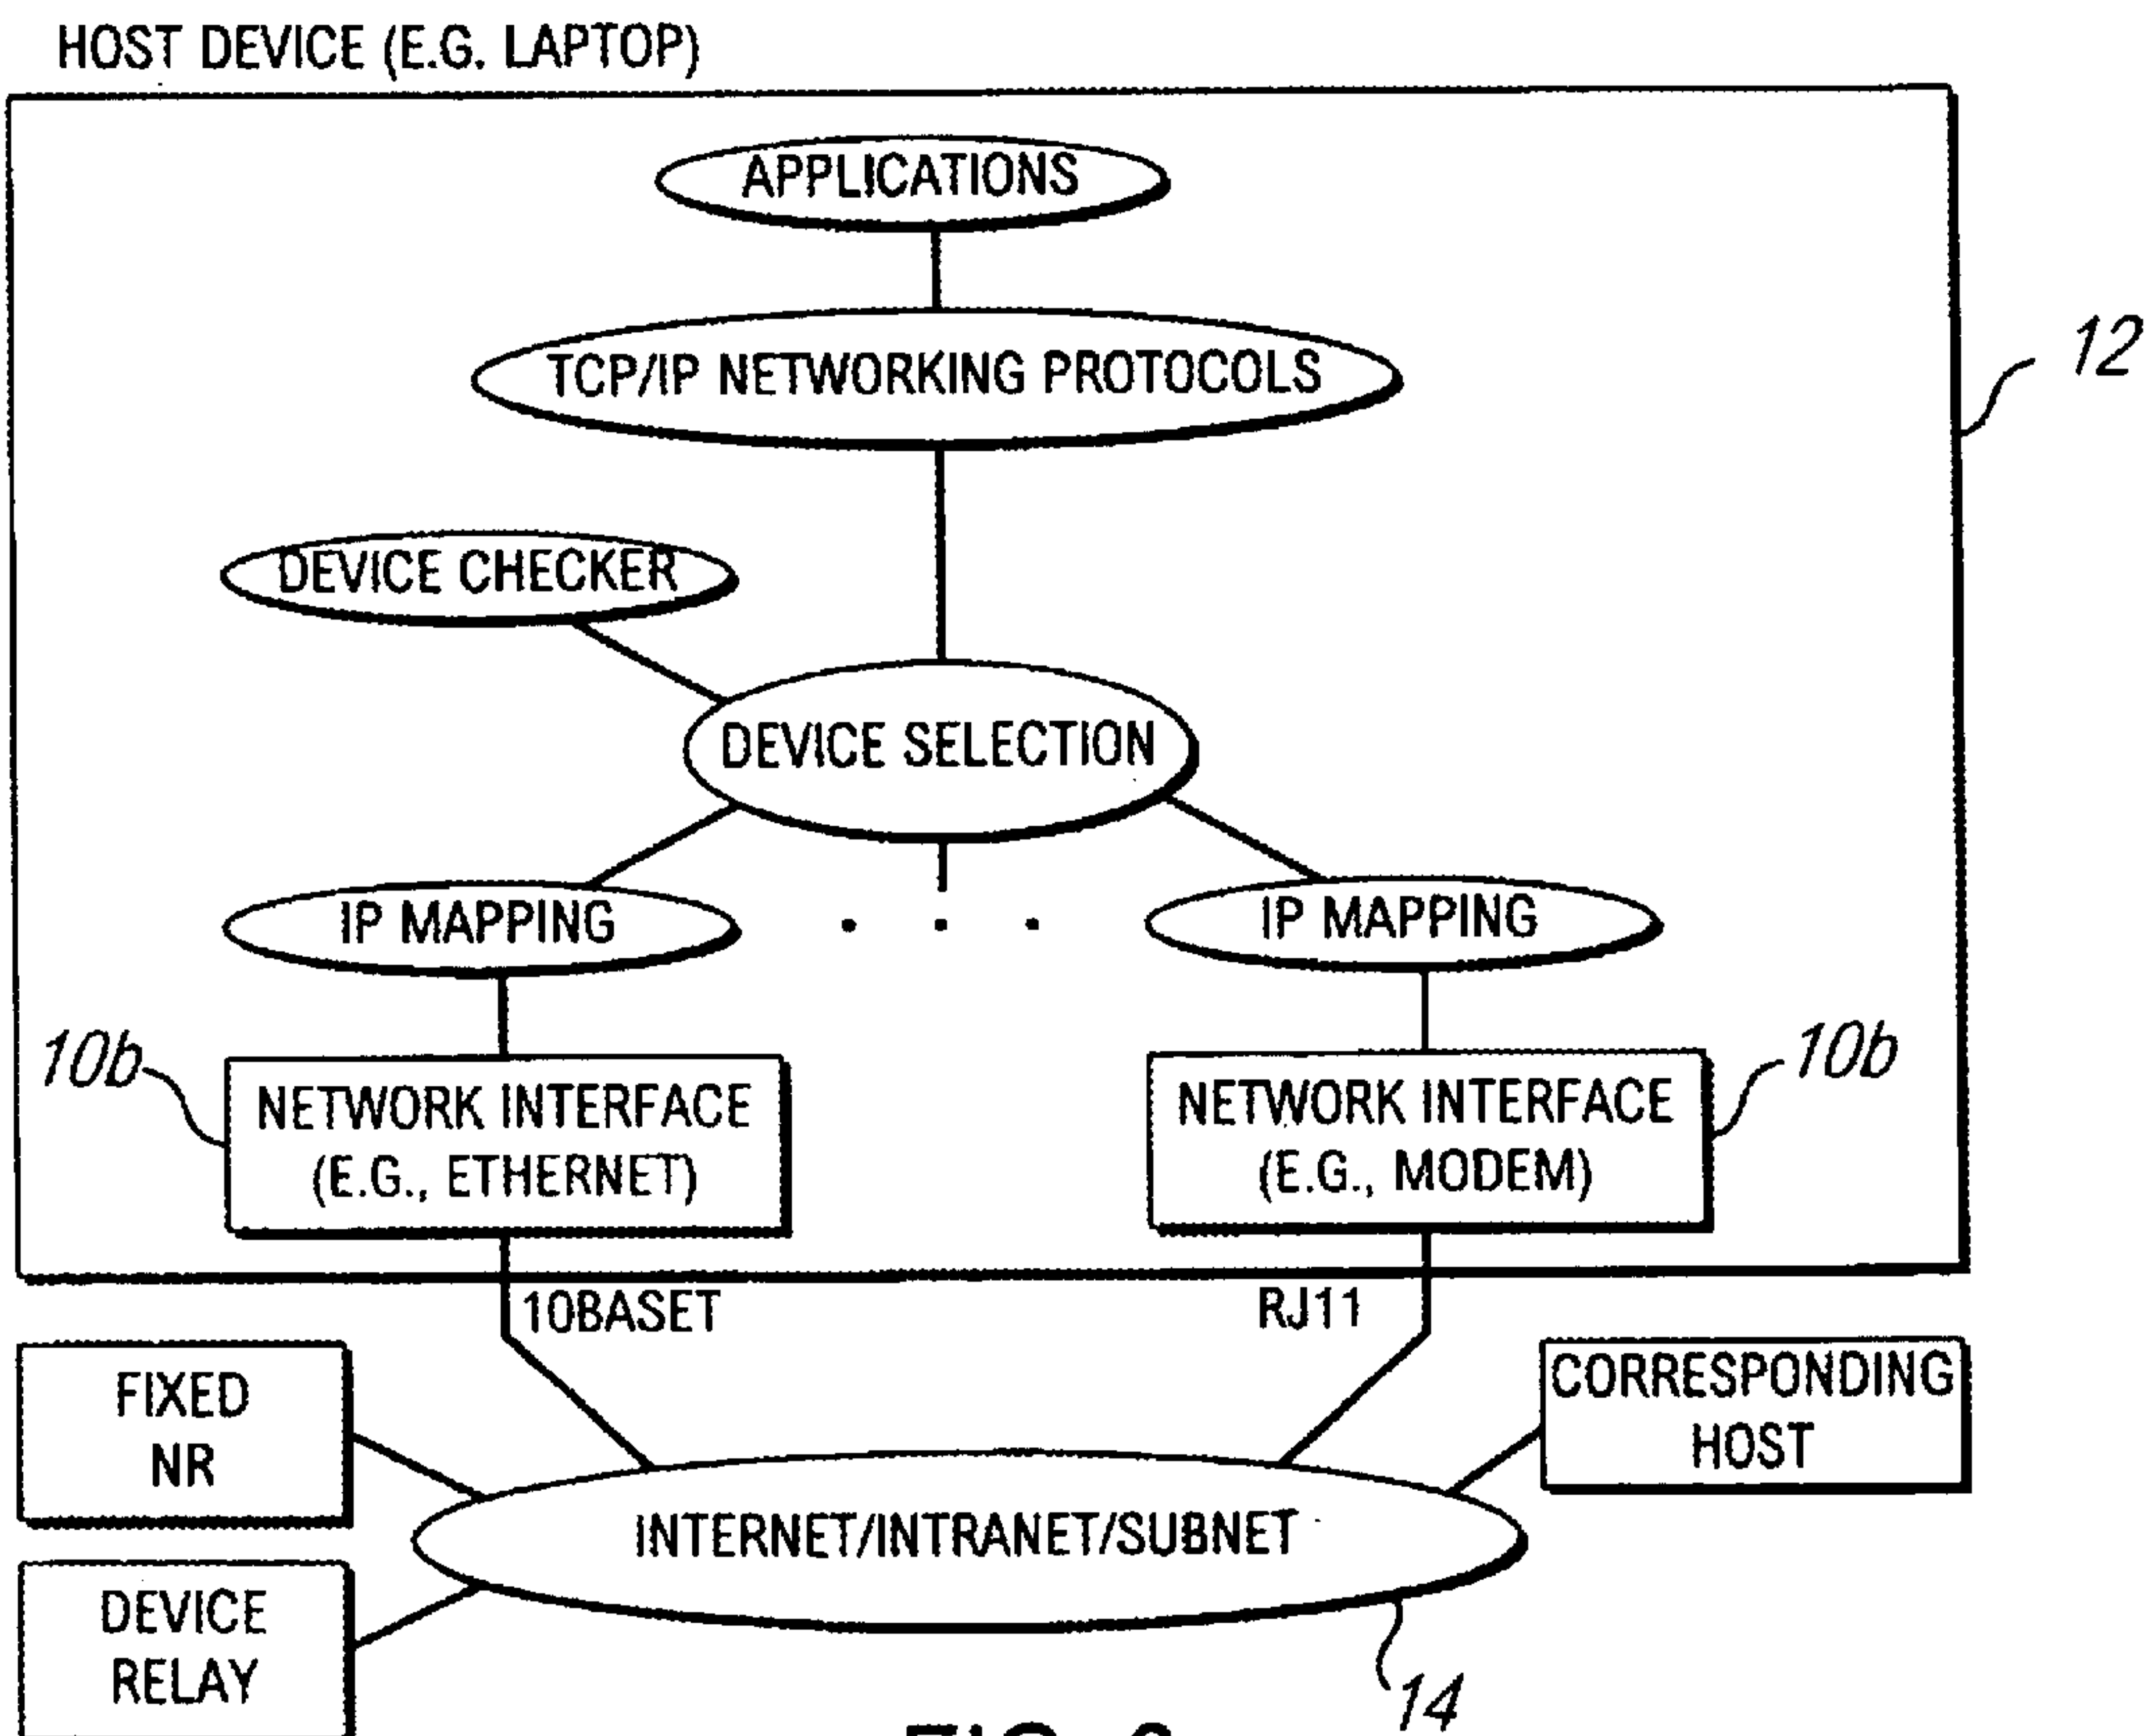 HOST DEVICE (E.G. LAPTOP)
APPLICATIONS
12
TCP/IP NETWORKING PROTOCOLS
DEVICE CHECKER
DEVICE SELECTION
IP MAPPING
. . .
IP MAPPING
10b
NETWORK INTERFACE
(E.G., ETHERNET)
NETWORK INTERFACE
(E.G., MODEM)
10b
10BASET
RJ11
FIXED
NR
CORRESPONDING
HOST
INTERNET/INTRANET/SUBNET
DEVICE
RELAY
14